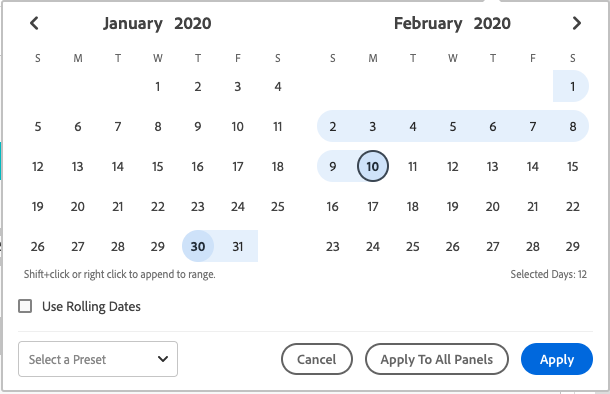 January 2020 February 2020
S M T W T F S S M T W T F S
1 2 3 4 1
5 6 7 8 9 10 11 2 3 4 5 6 7 8
12 13 14 15 16 17 18 9 10 11 12 13 14 15
19 20 21 22 23 24 25 16 17 18 19 20 21 22
26 27 28 29 30 31 23 24 25 26 27 28 29
Shift+click or right click to append to range. Selected Days: 12
Use Rolling Dates
Select a Preset Cancel Apply To All Panels Apply